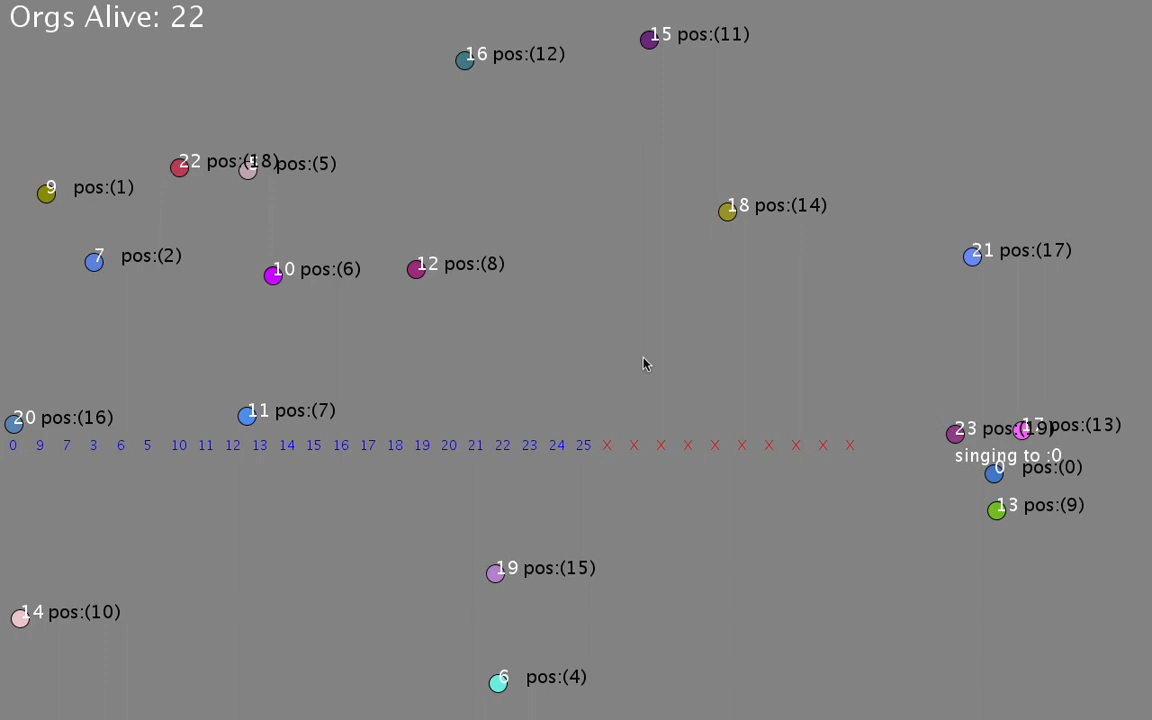 Orgs Alive: 22
15 pos:(11)
16 pos:(12)
22 pos:(18)
pos:(5)
9 pos:(1)
18 pos:(14)
7 pos:(2)
21 pos:(17)
12 pos:(8)
10 pos:(6)
11 pos:(7)
20 pos:(16)
23 pos:(19)
17 pos:(13)
0 9 7 3 6 5 10 11 12 13 14 15 16 17 18 19 20 21 22 23 24 25 X X X X X X X X X X
singing to :0
0 pos:(0)
13 pos:(9)
19 pos:(15)
14 pos:(10)
6 pos:(4)